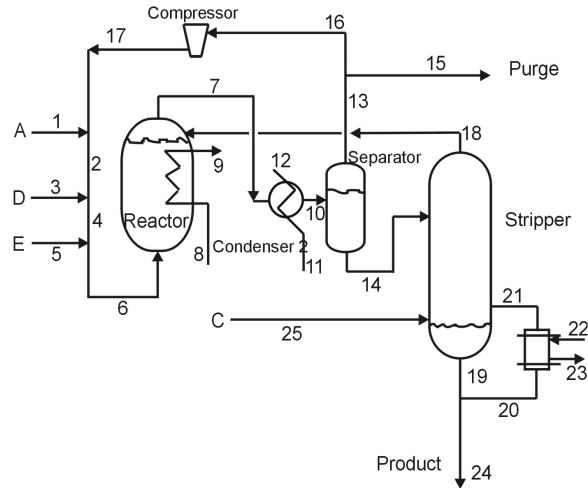 Compressor
16
17
15
Purge
7
13
A
1
18
9
12
Separator
2
D
3
10
4
Reactor
Stripper
E
5
8
Condenser 2
11
14
21
6
C
25
22
23
19
20
Product
24